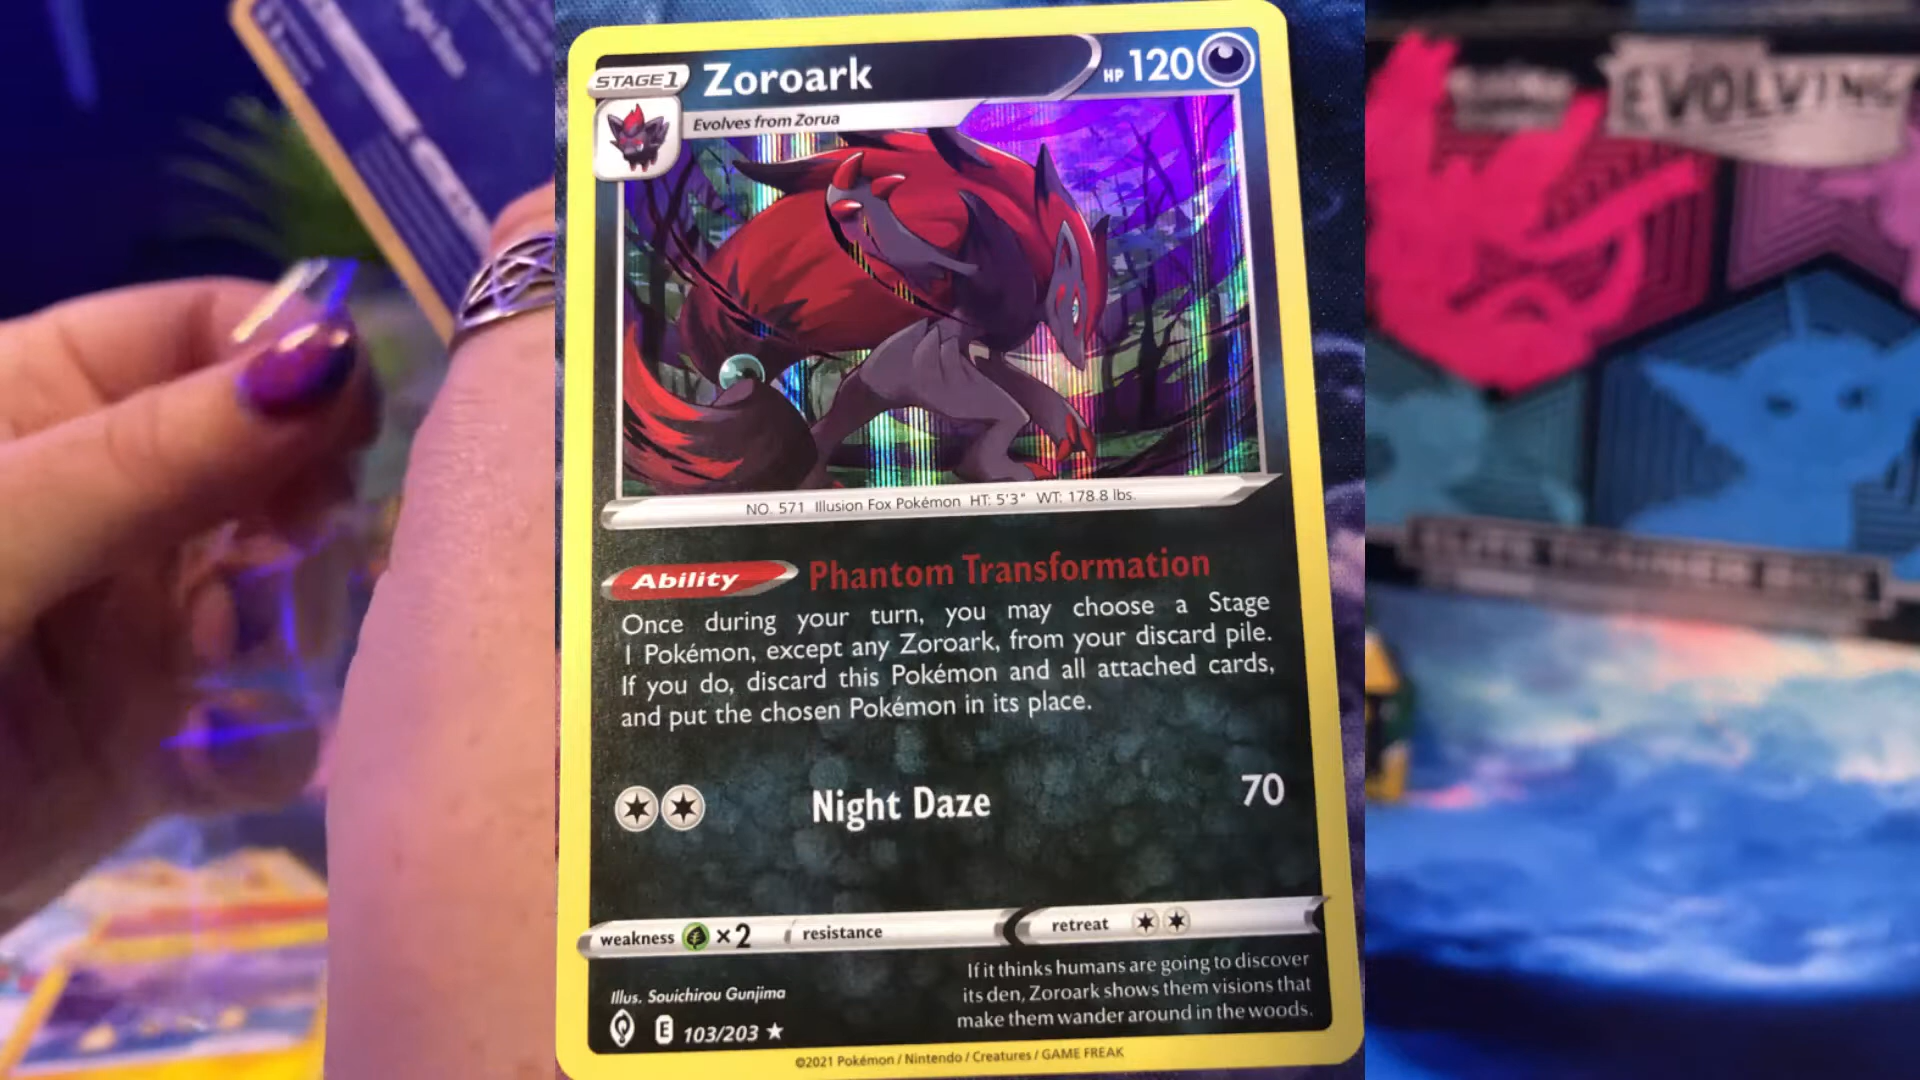 STAGE 1
Zoroark
HP 120
Evolves from Zorua
NO. 571 Illusion Fox Pokémon HT: 5'3" WT: 178.8 lbs.
Ability Phantom Transformation
Once during your turn, you may choose a Stage
1 Pokémon, except any Zoroark, from your discard pile.
If you do, discard this Pokémon and all attached cards,
and put the chosen Pokémon in its place.
Night Daze 70
weakness ×2 resistance retreat
If it thinks humans are going to discover
its den, Zoroark shows them visions that
make them wander around in the woods.
Illus. Souichirou Gunjima
E 103/203 ★
©2021 Pokémon / Nintendo / Creatures / GAME FREAK
EVOLVING
ELITE TRAINER BOX